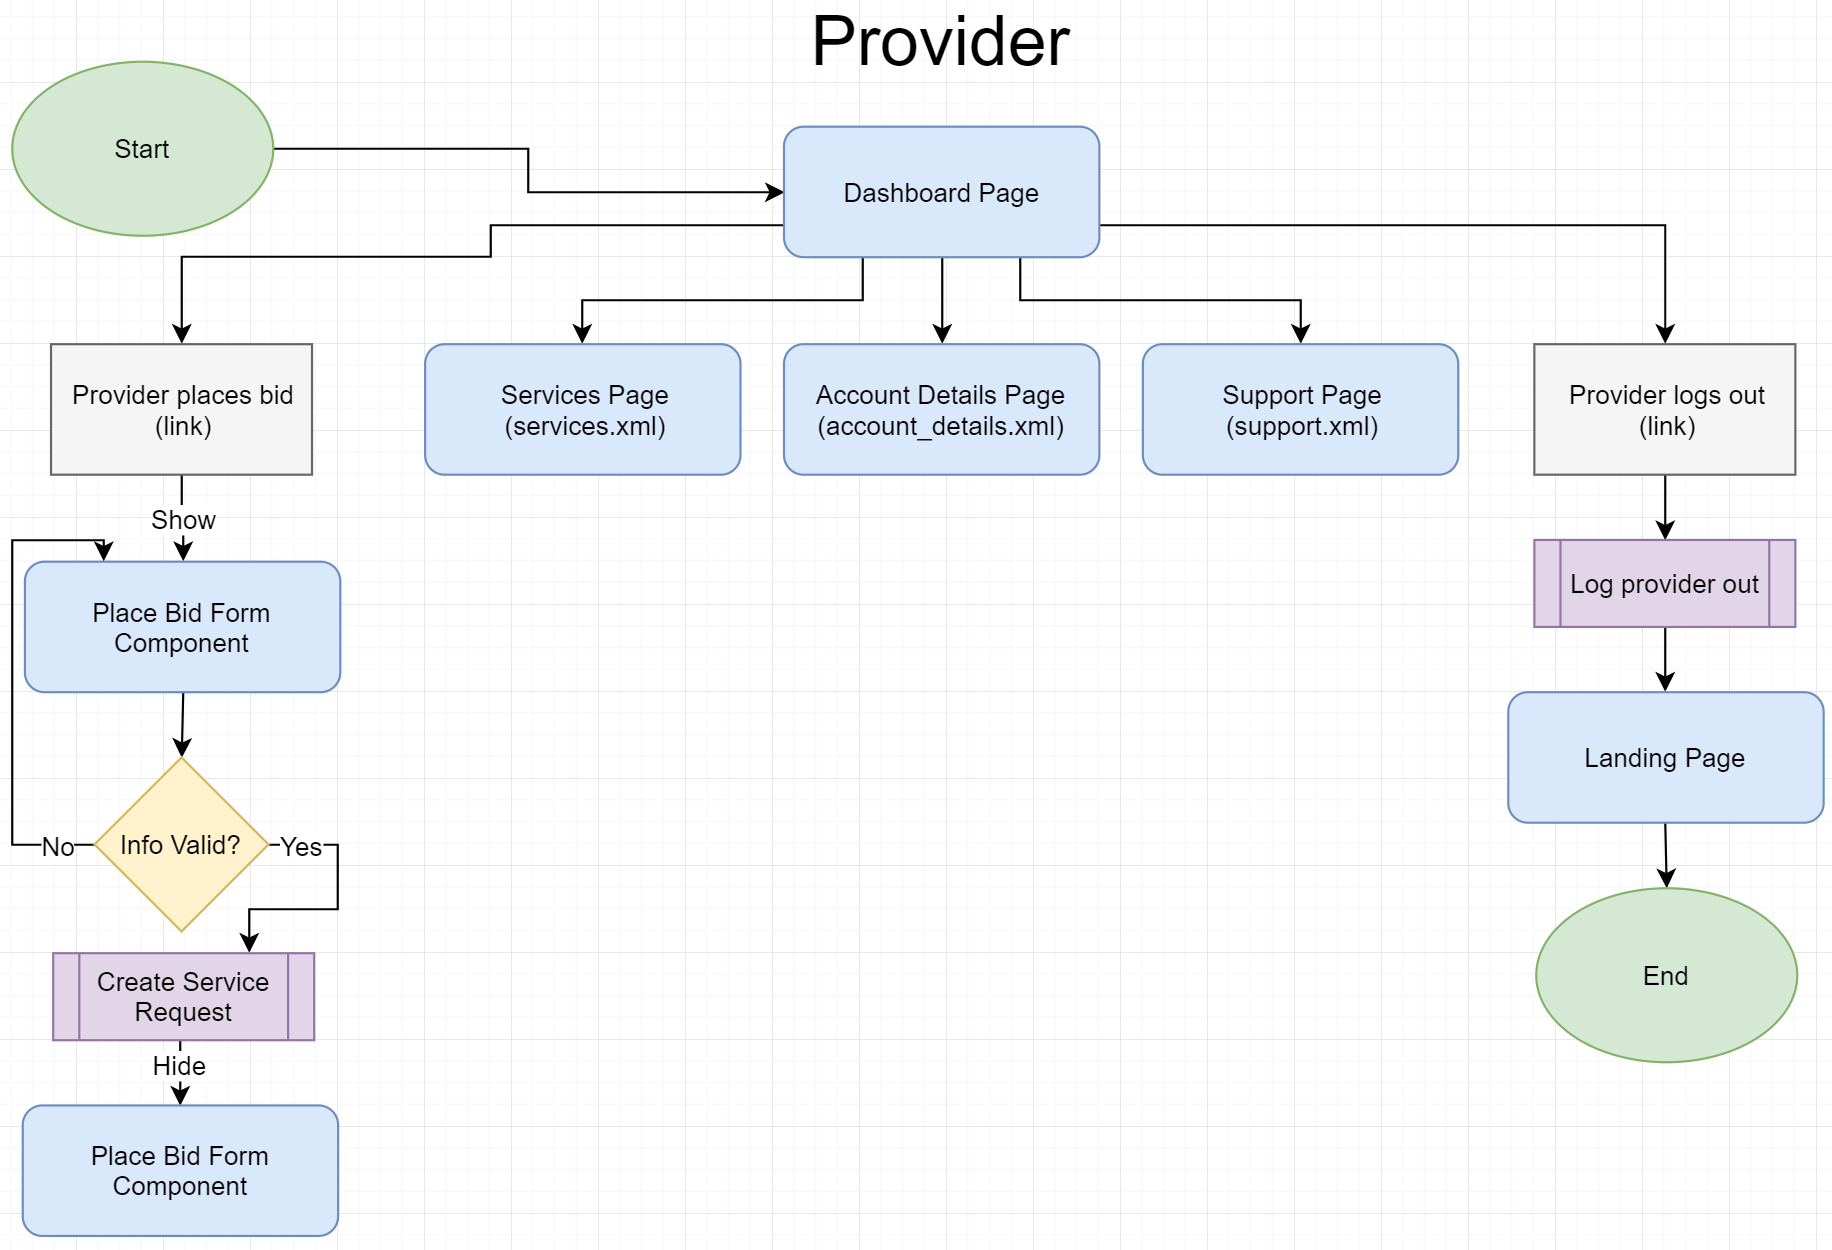 Provider
Start
Dashboard Page
Provider places bid
(link)
Services Page
(services.xml)
Account Details Page
(account_details.xml)
Support Page
(support.xml)
Provider logs out
(link)
Show
Place Bid Form
Component
Log provider out
Landing Page
No
Info Valid?
Yes
Create Service
Request
End
Hide
Place Bid Form
Component